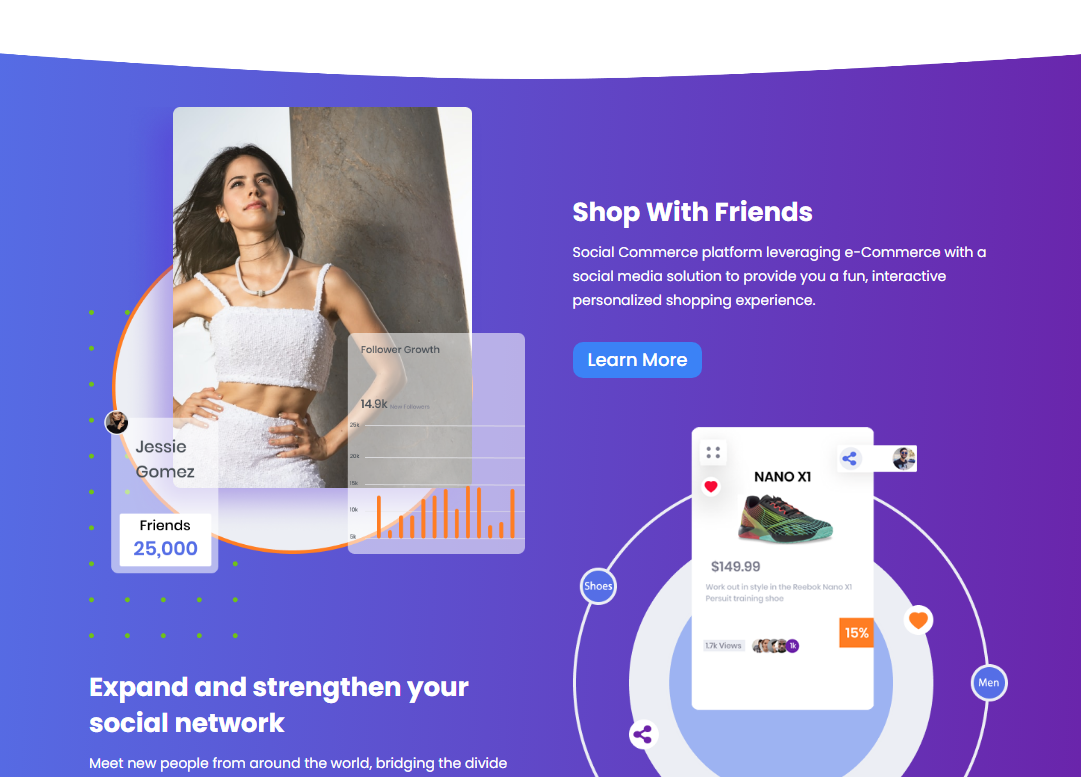 Shop With Friends
Social Commerce platform leveraging e-Commerce with a
social media solution to provide you a fun, interactive
personalized shopping experience.
Learn More
Follower Growth
14.9k New Followers
25k
20k
15k
10k
5k
Jessie
Gomez
Friends
25,000
NANO X1
$149.99
Work out in style in the Reebok Nano X1
Persuit training shoe
15%
1.7k Views
1k
Shoes
Men
Expand and strengthen your
social network
Meet new people from around the world, bridging the divide